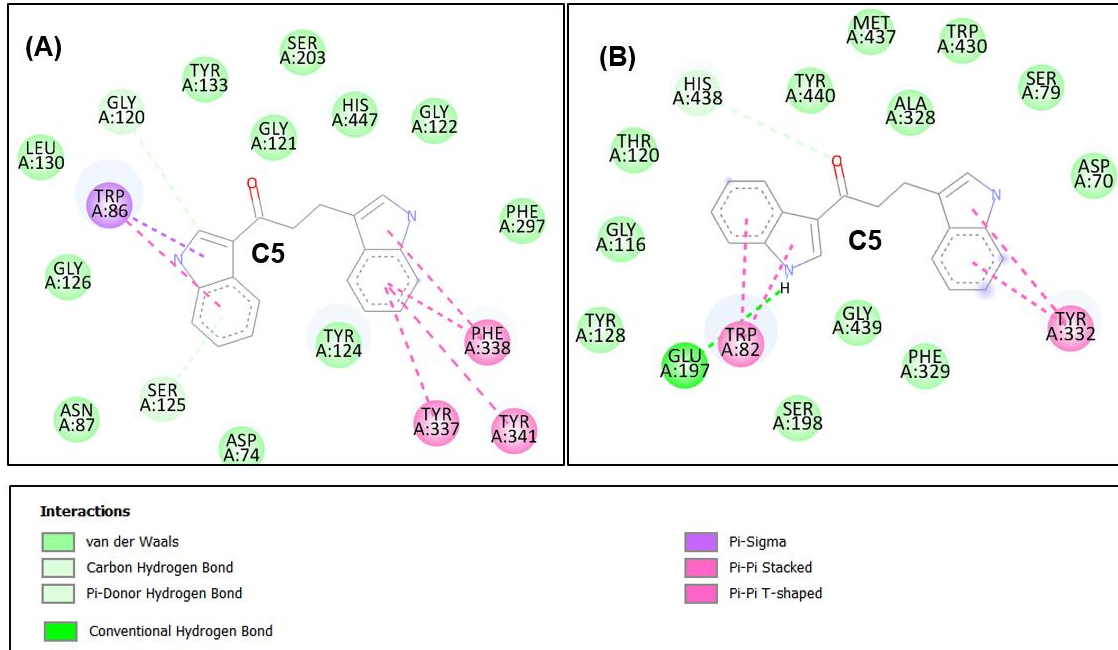 (A)
SER
A:203
TYR
A:133
GLY
A:120
HIS
A:447
GLY
A:122
GLY
A:121
LEU
A:130
TRP
A:86
O
N
C5
N
PHE
A:297
GLY
A:126
TYR
A:124
PHE
A:338
SER
A:125
ASN
A:87
TYR
A:337
TYR
A:341
ASP
A:74
(B)
MET
A:437
TRP
A:430
HIS
A:438
TYR
A:440
SER
A:79
ALA
A:328
THR
A:120
ASP
A:70
O
N
GLY
A:116
C5
N
H
TYR
A:128
GLY
A:439
TYR
A:332
TRP
A:82
GLU
A:197
PHE
A:329
SER
A:198
Interactions
van der Waals
Carbon Hydrogen Bond
Pi-Donor Hydrogen Bond
Conventional Hydrogen Bond
Pi-Sigma
Pi-Pi Stacked
Pi-Pi T-shaped